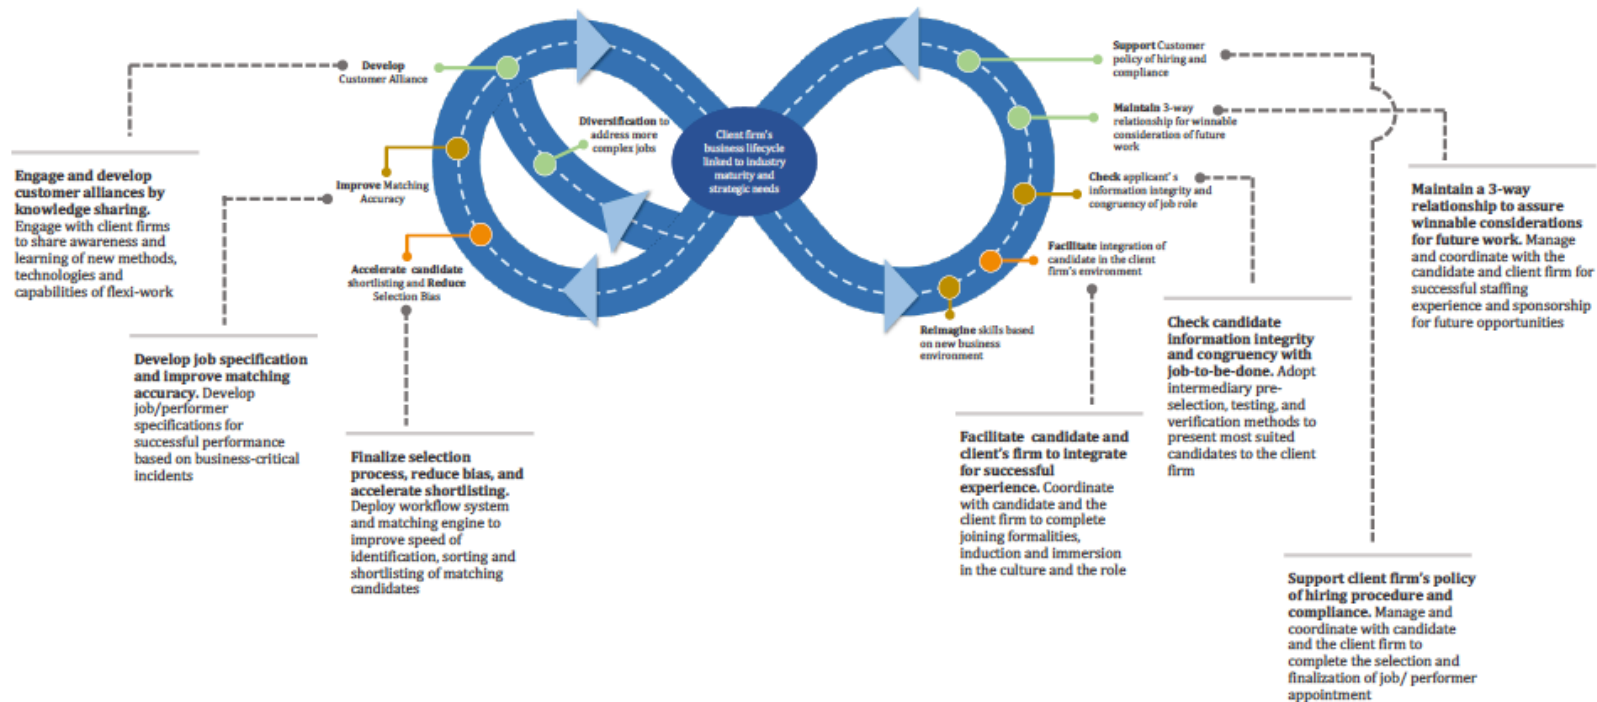 Develop
Customer Alliance
Diversification to
address more
complex jobs
Improve Matching
Accuracy
Accelerate candidate
shortlisting and Reduce
Selection Bias
Client firm's
business lifecycle
linked to industry
maturity and
strategic needs
Support Customer
policy of hiring and
compliance
Maintain 3-way
relationship for winnable
consideration of future
work
Check applicant's
information integrity and
congruency of job role
Facilitate integration of
candidate in the client
firm's environment
Reimagine skills based
on new business
environment
Engage and develop
customer alliances by
knowledge sharing.
Engage with client firms
to share awareness and
learning of new methods,
technologies and
capabilities of flexi-work
Develop job specification
and improve matching
accuracy. Develop
job/performer
specifications for
successful performance
based on business-critical
incidents
Finalize selection
process, reduce bias, and
accelerate shortlisting.
Deploy workflow system
and matching engine to
improve speed of
identification, sorting and
shortlisting of matching
candidates
Facilitate candidate and
client's firm to integrate
for successful
experience. Coordinate
with candidate and the
client firm to complete
joining formalities,
induction and immersion
in the culture and the role
Check candidate
information integrity
and congruency with
job-to-be-done. Adopt
intermediary pre-
selection, testing, and
verification methods to
present most suited
candidates to the client
firm
Maintain a 3-way
relationship to assure
winnable considerations
for future work. Manage
and coordinate with the
candidate and client firm for
successful staffing
experience and sponsorship
for future opportunities
Support client firm's policy
of hiring procedure and
compliance. Manage and
coordinate with candidate
and the client firm to
complete the selection and
finalization of job/ performer
appointment